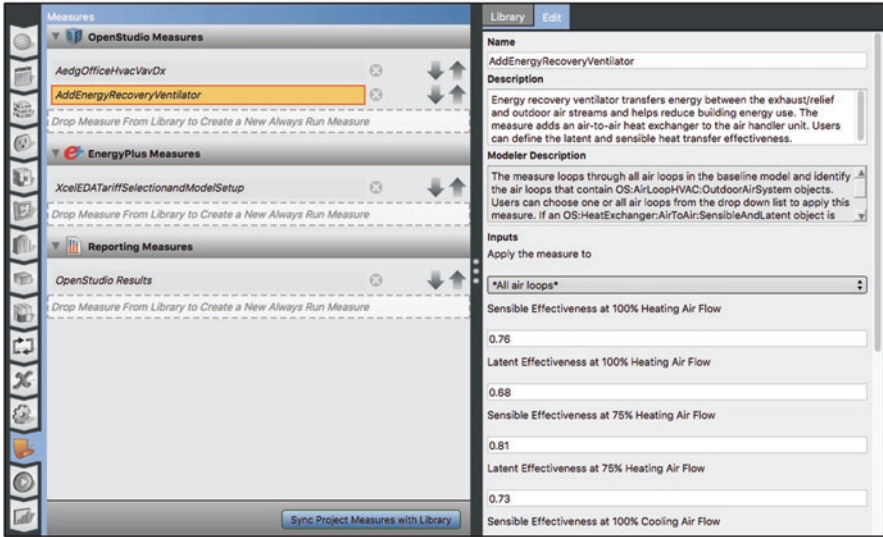 Measures
OpenStudio Measures
AedgOfficeHvacVavDx
AddEnergyRecoveryVentilator
Drop Measure From Library to Create a New Always Run Measure
EnergyPlus Measures
XcelEDATariffSelectionandModelSetup
Drop Measure From Library to Create a New Always Run Measure
Reporting Measures
OpenStudio Results
Drop Measure From Library to Create a New Always Run Measure
Sync Project Measures with Library
Library Edit
Name
AddEnergyRecoveryVentilator
Description
Energy recovery ventilator transfers energy between the exhaust/relief
and outdoor air streams and helps reduce building energy use. The
measure adds an air-to-air heat exchanger to the air handler unit. Users
can define the latent and sensible heat transfer effectiveness.
Modeler Description
The measure loops through all air loops in the baseline model and identify
the air loops that contain OS:AirLoopHVAC:OutdoorAirSystem objects.
Users can choose one or all air loops from the drop down list to apply this
measure. If an OS:HeatExchanger:AirToAir:SensibleAndLatent object is
Inputs
Apply the measure to
*All air loops*
Sensible Effectiveness at 100% Heating Air Flow
0.76
Latent Effectiveness at 100% Heating Air Flow
0.68
Sensible Effectiveness at 75% Heating Air Flow
0.81
Latent Effectiveness at 75% Heating Air Flow
0.73
Sensible Effectiveness at 100% Cooling Air Flow